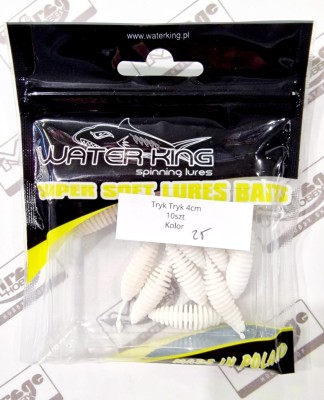 www.waterking.pl
WATER KING
spinning lures
SUPER SOFT LURES BAITS
Tryk Tryk 4cm
10szt
Kolor 25
MADE IN POLAND